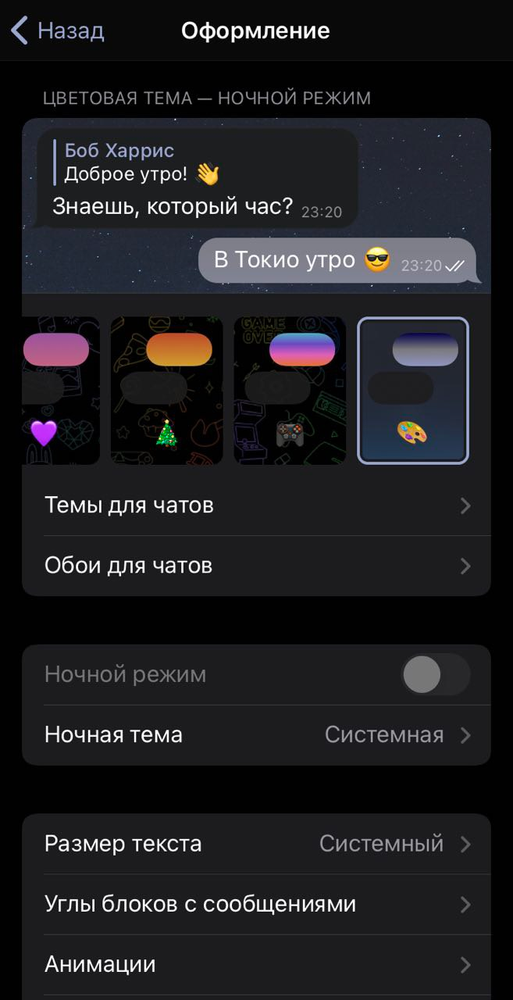 Назад
Оформление
ЦВЕТОВАЯ ТЕМА — НОЧНОЙ РЕЖИМ
Боб Харрис
Доброе утро! 👋
Знаешь, который час? 23:20
В Токио утро 😎 23:20
GAME
OVER
Темы для чатов
Обои для чатов
Ночной режим
Ночная тема Системная
Размер текста Системный
Углы блоков с сообщениями
Анимации